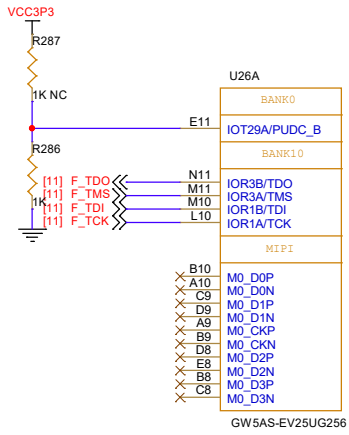 VCC3P3
R287
1K NC
R286
1K
U26A
BANK0
E11 IOT29A/PUDC_B
BANK10
[11] F_TDO N11 IOR3B/TDO
[11] F_TMS M11 IOR3A/TMS
[11] F_TDI M10 IOR1B/TDI
[11] F_TCK L10 IOR1A/TCK
MIPI
B10 M0_D0P
A10 M0_D0N
C9 M0_D1P
D9 M0_D1N
A9 M0_CKP
B9 M0_CKN
D8 M0_D2P
E8 M0_D2N
B8 M0_D3P
C8 M0_D3N
GW5AS-EV25UG256